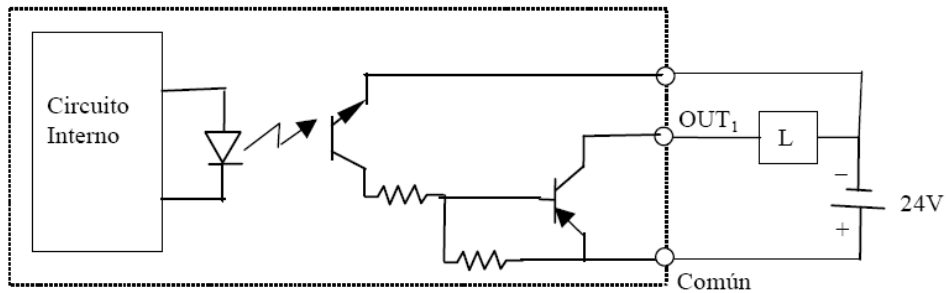 Circuito
Interno
OUT₁
L
−
24V
+
Común